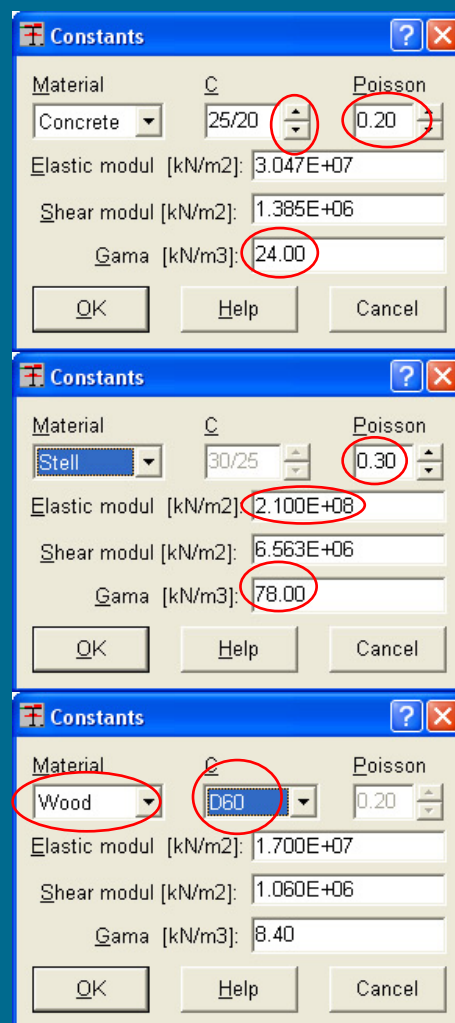 Constants
Material C Poisson
Concrete 25/20 0.20
Elastic modul [kN/m2]: 3.047E+07
Shear modul [kN/m2]: 1.385E+06
Gama [kN/m3]: 24.00
OK Help Cancel
Constants
Material C Poisson
Stell 30/25 0.30
Elastic modul [kN/m2]: 2.100E+08
Shear modul [kN/m2]: 6.563E+06
Gama [kN/m3]: 78.00
OK Help Cancel
Constants
Material C Poisson
Wood D60 0.20
Elastic modul [kN/m2]: 1.700E+07
Shear modul [kN/m2]: 1.060E+06
Gama [kN/m3]: 8.40
OK Help Cancel